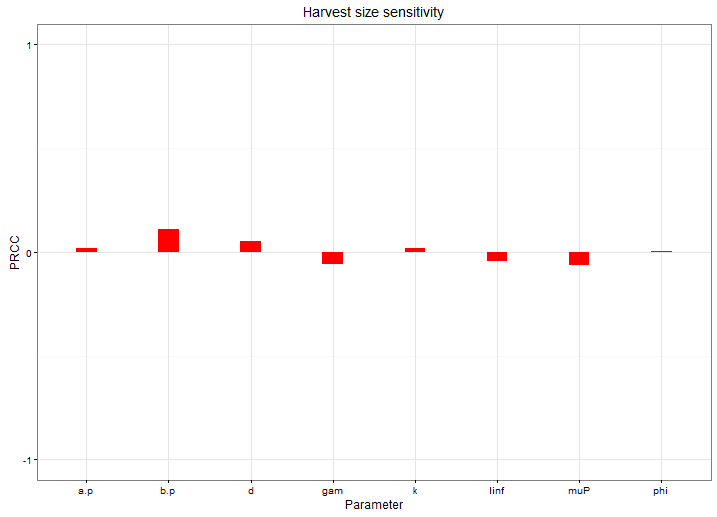 Harvest size sensitivity
1
0
-1
PRCC
a.p b.p d gam k linf muP phi
Parameter